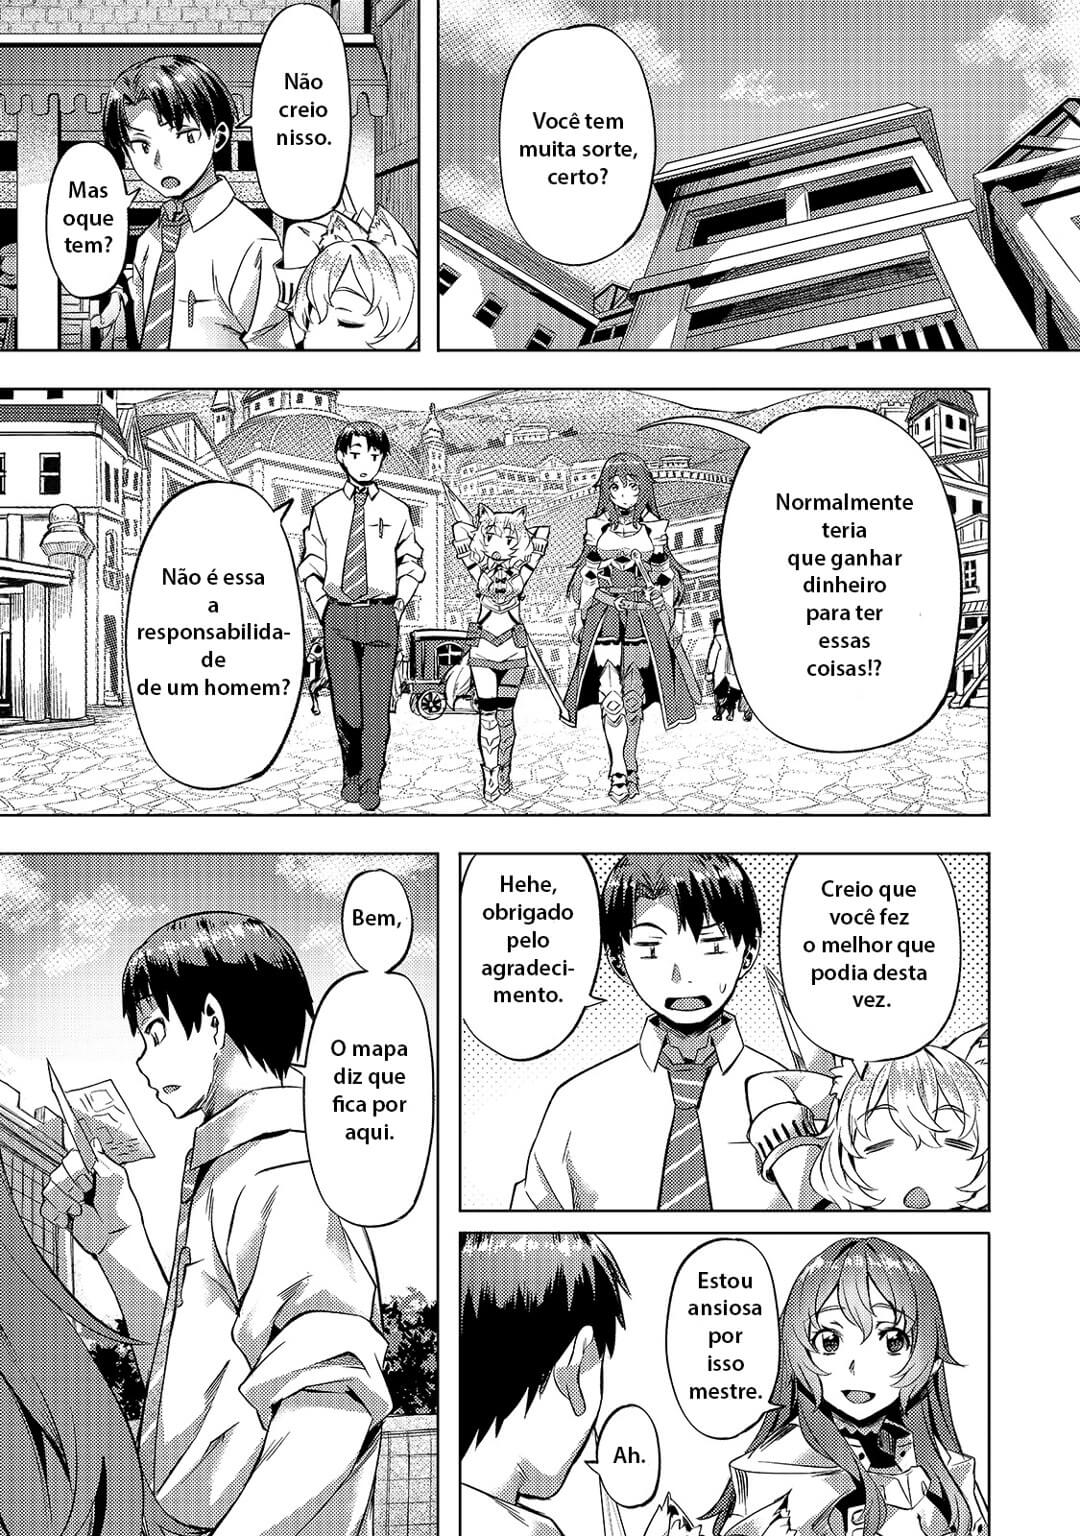 Você tem
muita sorte,
certo?
Não
creio
nisso.
Mas
oque
tem?
Normalmente
teria
que ganhar
dinheiro
para ter
essas
coisas!?
Não é essa
a
responsabilida-
de
de um homem?
Creio que
você fez
o melhor que
podia desta
vez.
Hehe,
obrigado
pelo
agradeci-
mento.
Estou
ansiosa
por
isso
mestre.
Ah.
Bem,
O mapa
diz que
fica por
aqui.